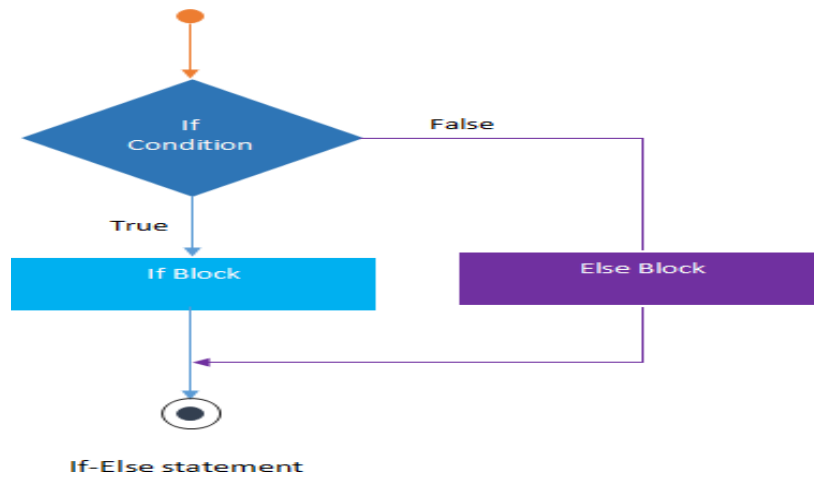 If
Condition
False
True
If Block
Else Block
If-Else statement